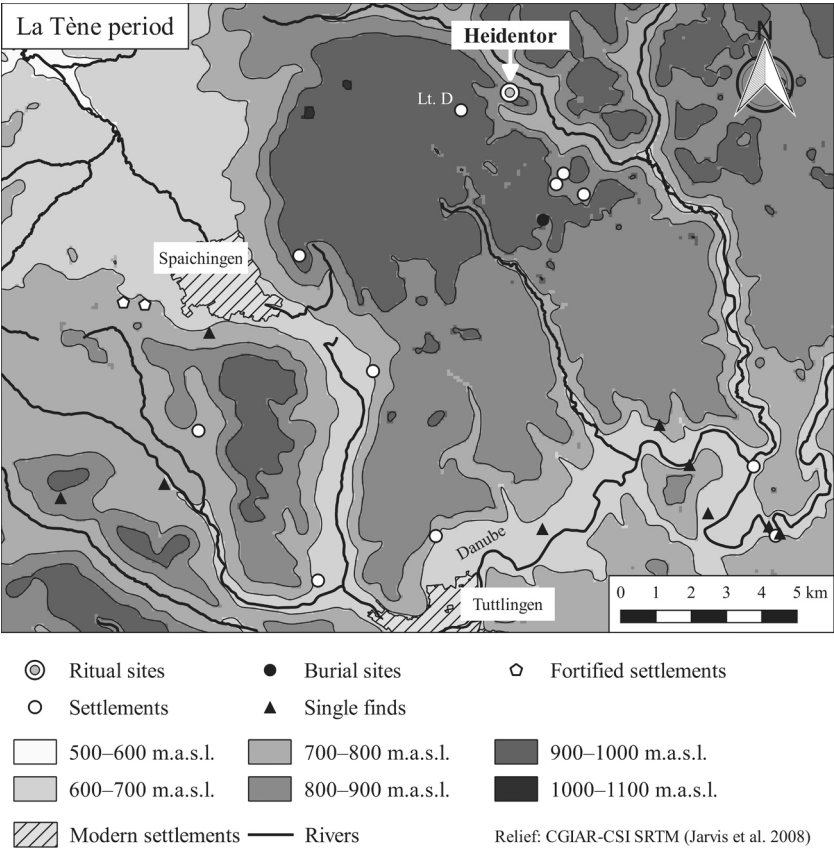 La Tène period
Heidentor
N
Lt. D
Spaichingen
Danube
Tuttlingen
0 1 2 3 4 5 km
Ritual sites
Burial sites
Fortified settlements
Settlements
Single finds
500–600 m.a.s.l.
700–800 m.a.s.l.
900–1000 m.a.s.l.
600–700 m.a.s.l.
800–900 m.a.s.l.
1000–1100 m.a.s.l.
Modern settlements
Rivers
Relief: CGIAR-CSI SRTM (Jarvis et al. 2008)